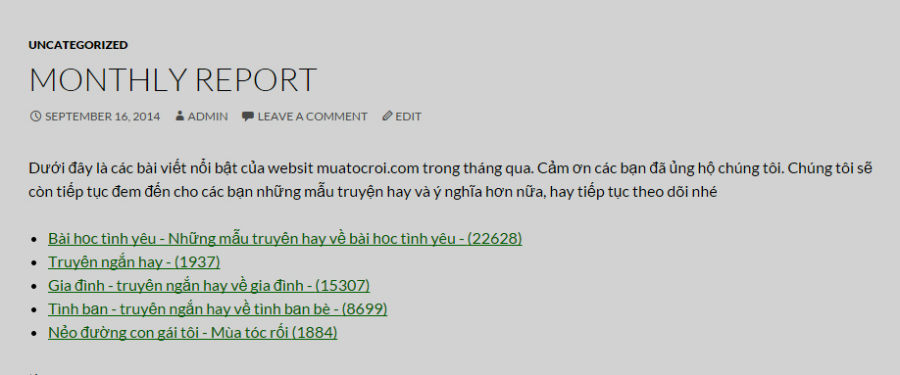 UNCATEGORIZED
MONTHLY REPORT
SEPTEMBER 16, 2014 ADMIN LEAVE A COMMENT EDIT
Dưới đây là các bài viết nổi bật của websit muatocroi.com trong tháng qua. Cảm ơn các bạn đã ủng hộ chúng tôi. Chúng tôi sẽ
còn tiếp tục đem đến cho các bạn những mẫu truyện hay và ý nghĩa hơn nữa, hay tiếp tục theo dõi nhé
• Bài học tình yêu - Những mẫu truyện hay về bài học tình yêu - (22628)
• Truyện ngắn hay - (1937)
• Gia đình - truyện ngắn hay về gia đình - (15307)
• Tình bạn - truyện ngắn hay về tình bạn bè - (8699)
• Nẻo đường con gái tôi - Mùa tóc rối (1884)